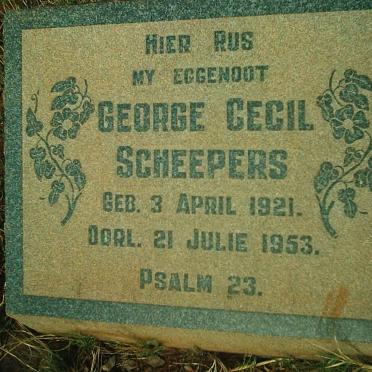 HIER RUS
MY EGGENOOT
GEORGE CECIL
SCHEEPERS
GEB. 3 APRIL 1921.
OORL. 21 JULIE 1953.
PSALM 23.